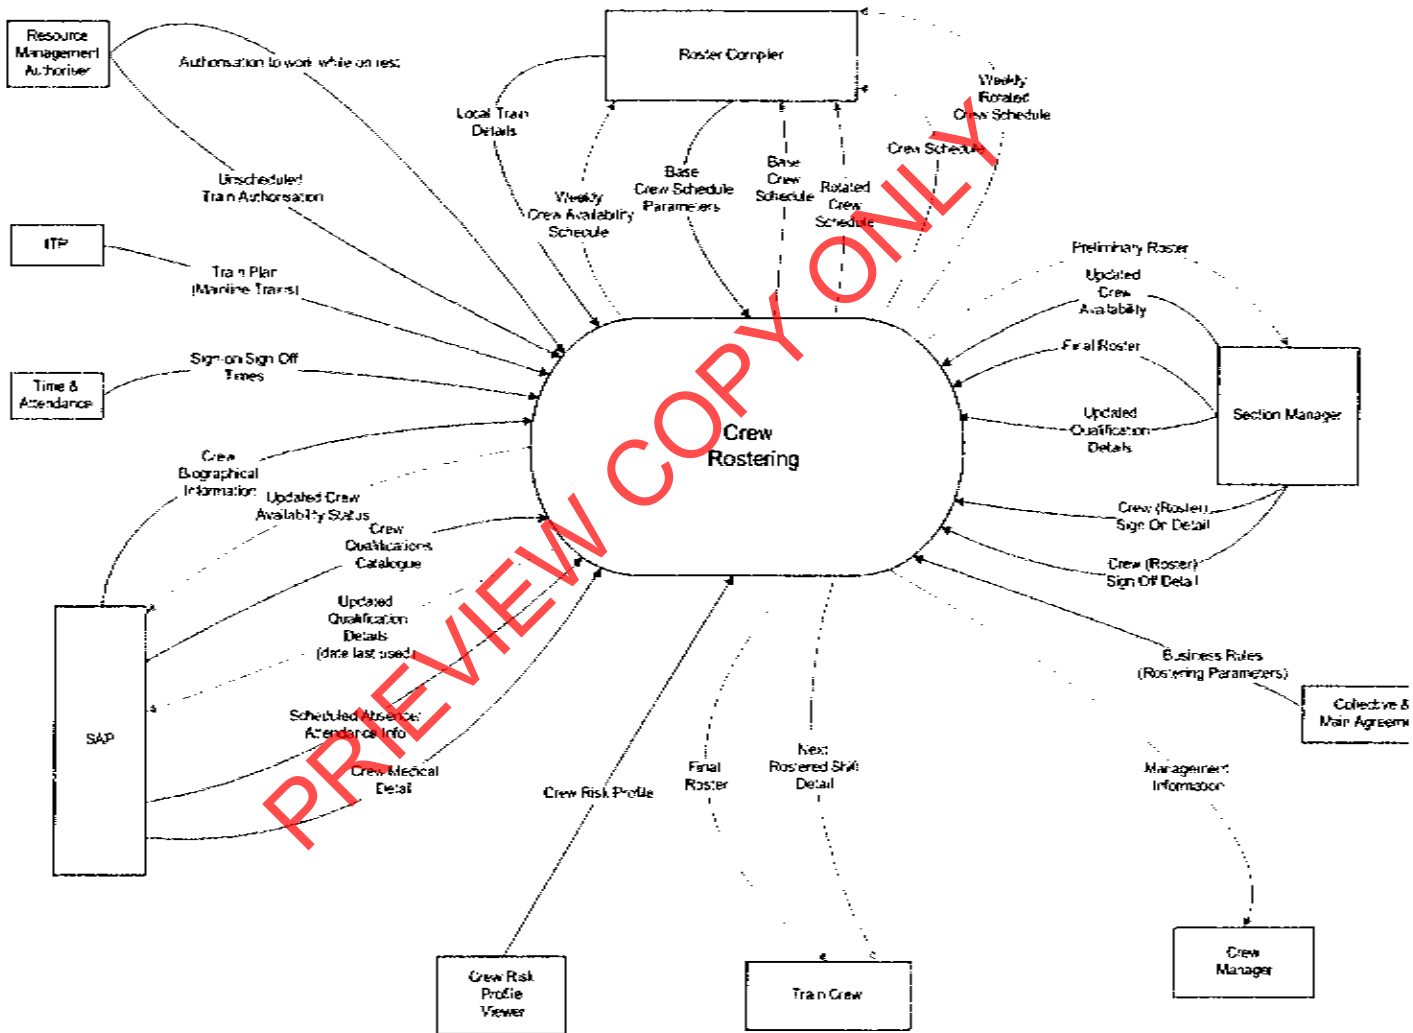 Resource
Management
Authoriser
Authorisation to work while on rest
Roster Compiler
Weekly
Rotated
Crew Schedule
Local Train
Details
Crew Schedule
Unscheduled
Train Authorisation
Weekly
Crew Availability
Schedule
Base
Crew Schedule
Parameters
Base
Crew
Schedule
Rotated
Crew
Schedule
ITP
Train Plan
(Mainline Trains)
Preliminary Roster
Updated
Crew
Availability
Final Roster
Time &
Attendance
Sign-on Sign Off
Times
Section Manager
Updated
Qualification
Details
Crew
Rostering
Crew
Biographical
Information
Updated Crew
Availability Status
Crew
Qualifications
Catalogue
Crew (Roster)
Sign On Detail
Crew (Roster)
Sign Off Detail
Updated
Qualification
Details
(date last used)
Business Rules
(Rostering Parameters)
Collective &
Main Agreeme
SAP
Scheduled Absence/
Attendance Info
Crew Medical
Detail
Crew Risk Profile
Final
Roster
Next
Rostered Shift
Detail
Management
Information
Crew Risk
Profile
Viewer
Train Crew
Crew
Manager
PRIEVIEW COPY ONLY